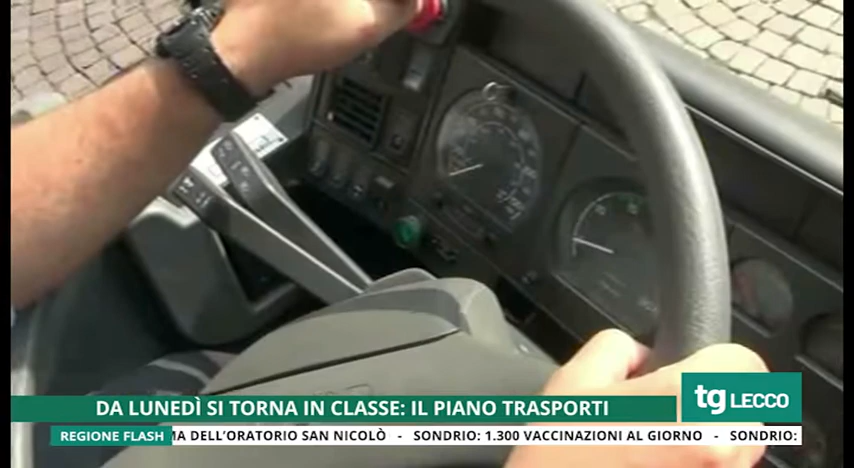 DA LUNEDÌ SI TORNA IN CLASSE: IL PIANO TRASPORTI
tg LECCO
REGIONE FLASH MA DELL'ORATORIO SAN NICOLÒ - SONDRIO: 1.300 VACCINAZIONI AL GIORNO - SONDRIO: